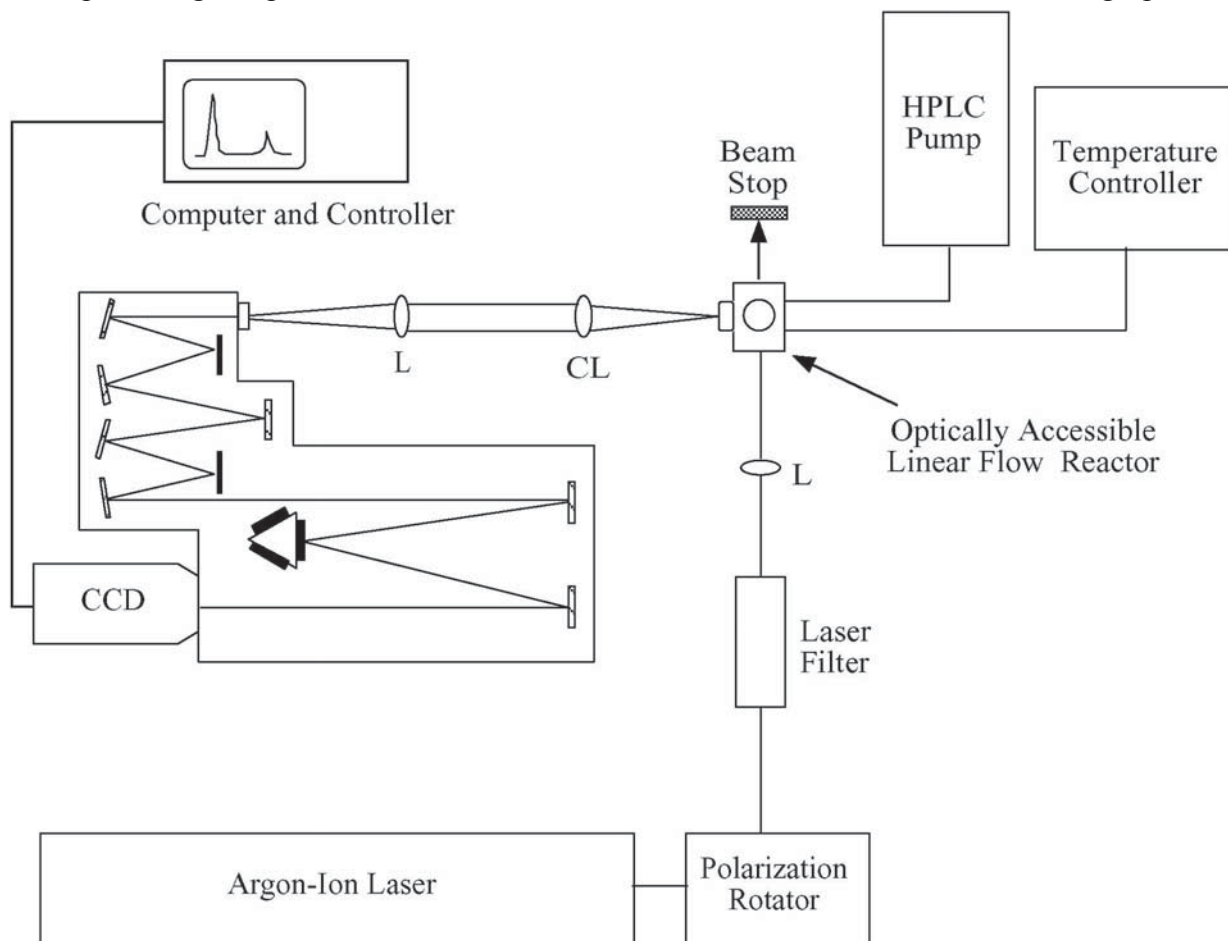 HPLC
Pump
Temperature
Controller
Beam
Stop
Computer and Controller
L
CL
Optically Accessible
Linear Flow Reactor
L
CCD
Laser
Filter
Argon-Ion Laser
Polarization
Rotator